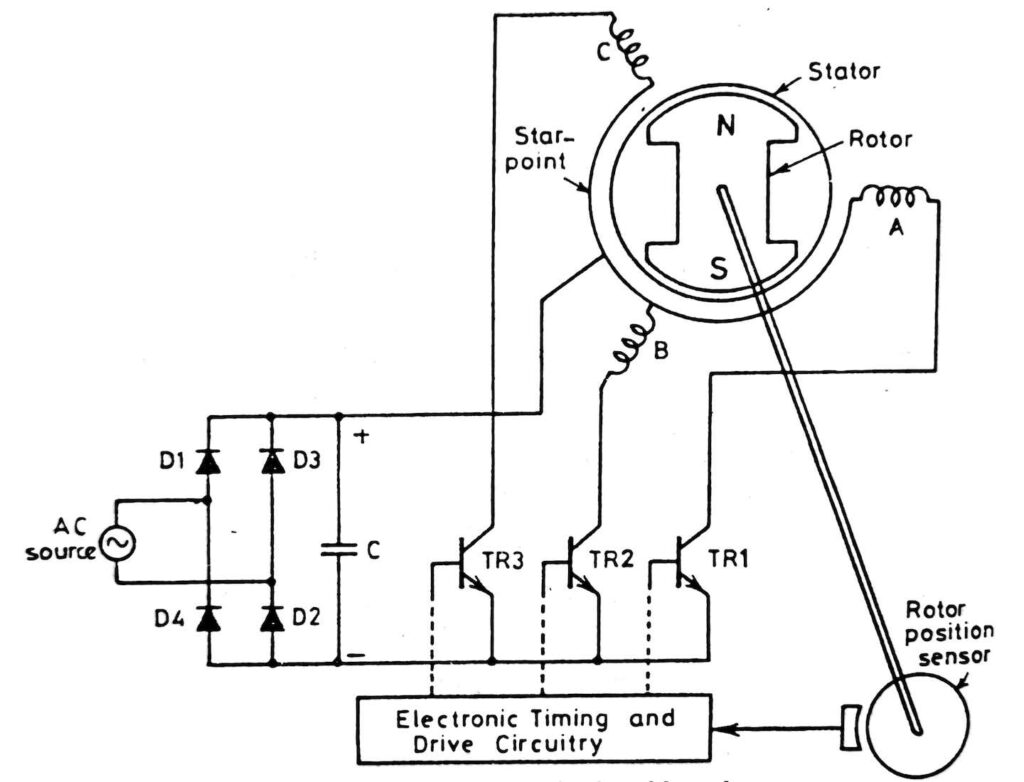 C
Stator
N
Star-
point
Rotor
A
S
B
+
D1
D3
AC
source
C
TR3
TR2
TR1
D4
D2
Rotor
position
sensor
−
Electronic Timing and
Drive Circuitry